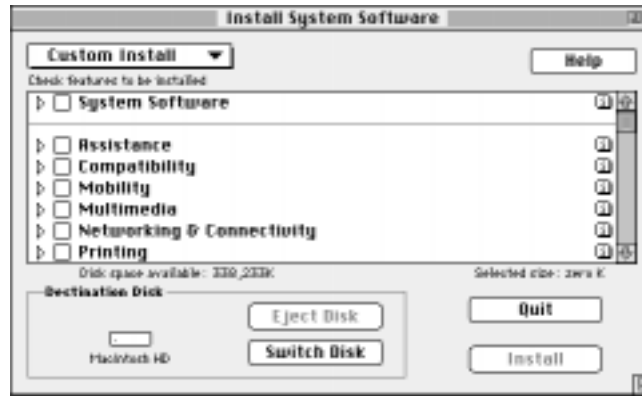 Install System Software
Custom Install
Help
Check features to be installed
System Software
Assistance
Compatibility
Mobility
Multimedia
Networking & Connectivity
Printing
Disk space available: 330,233K
Selected size: zero K
Destination Disk
Eject Disk
Quit
Macintosh HD
Switch Disk
Install